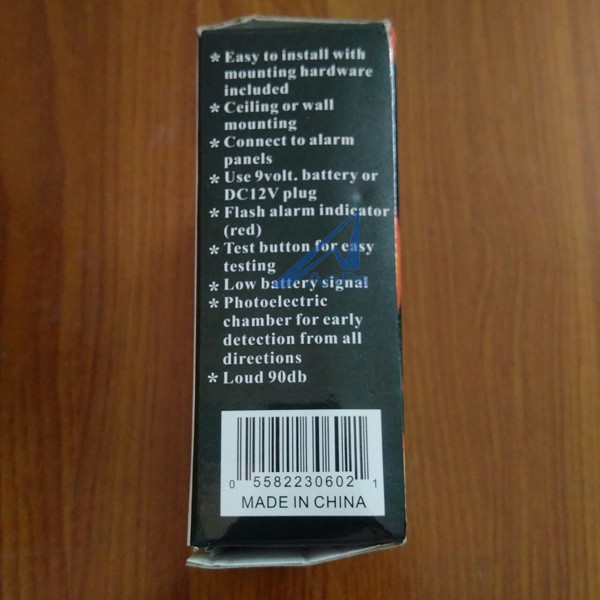 * Easy to install with
mounting hardware
included
* Ceiling or wall
mounting
* Connect to alarm
panels
* Use 9volt. battery or
DC12V plug
* Flash alarm indicator
(red)
* Test button for easy
testing
* Low battery signal
* Photoelectric
chamber for early
detection from all
directions
* Loud 90db
0 5582230602 1
MADE IN CHINA